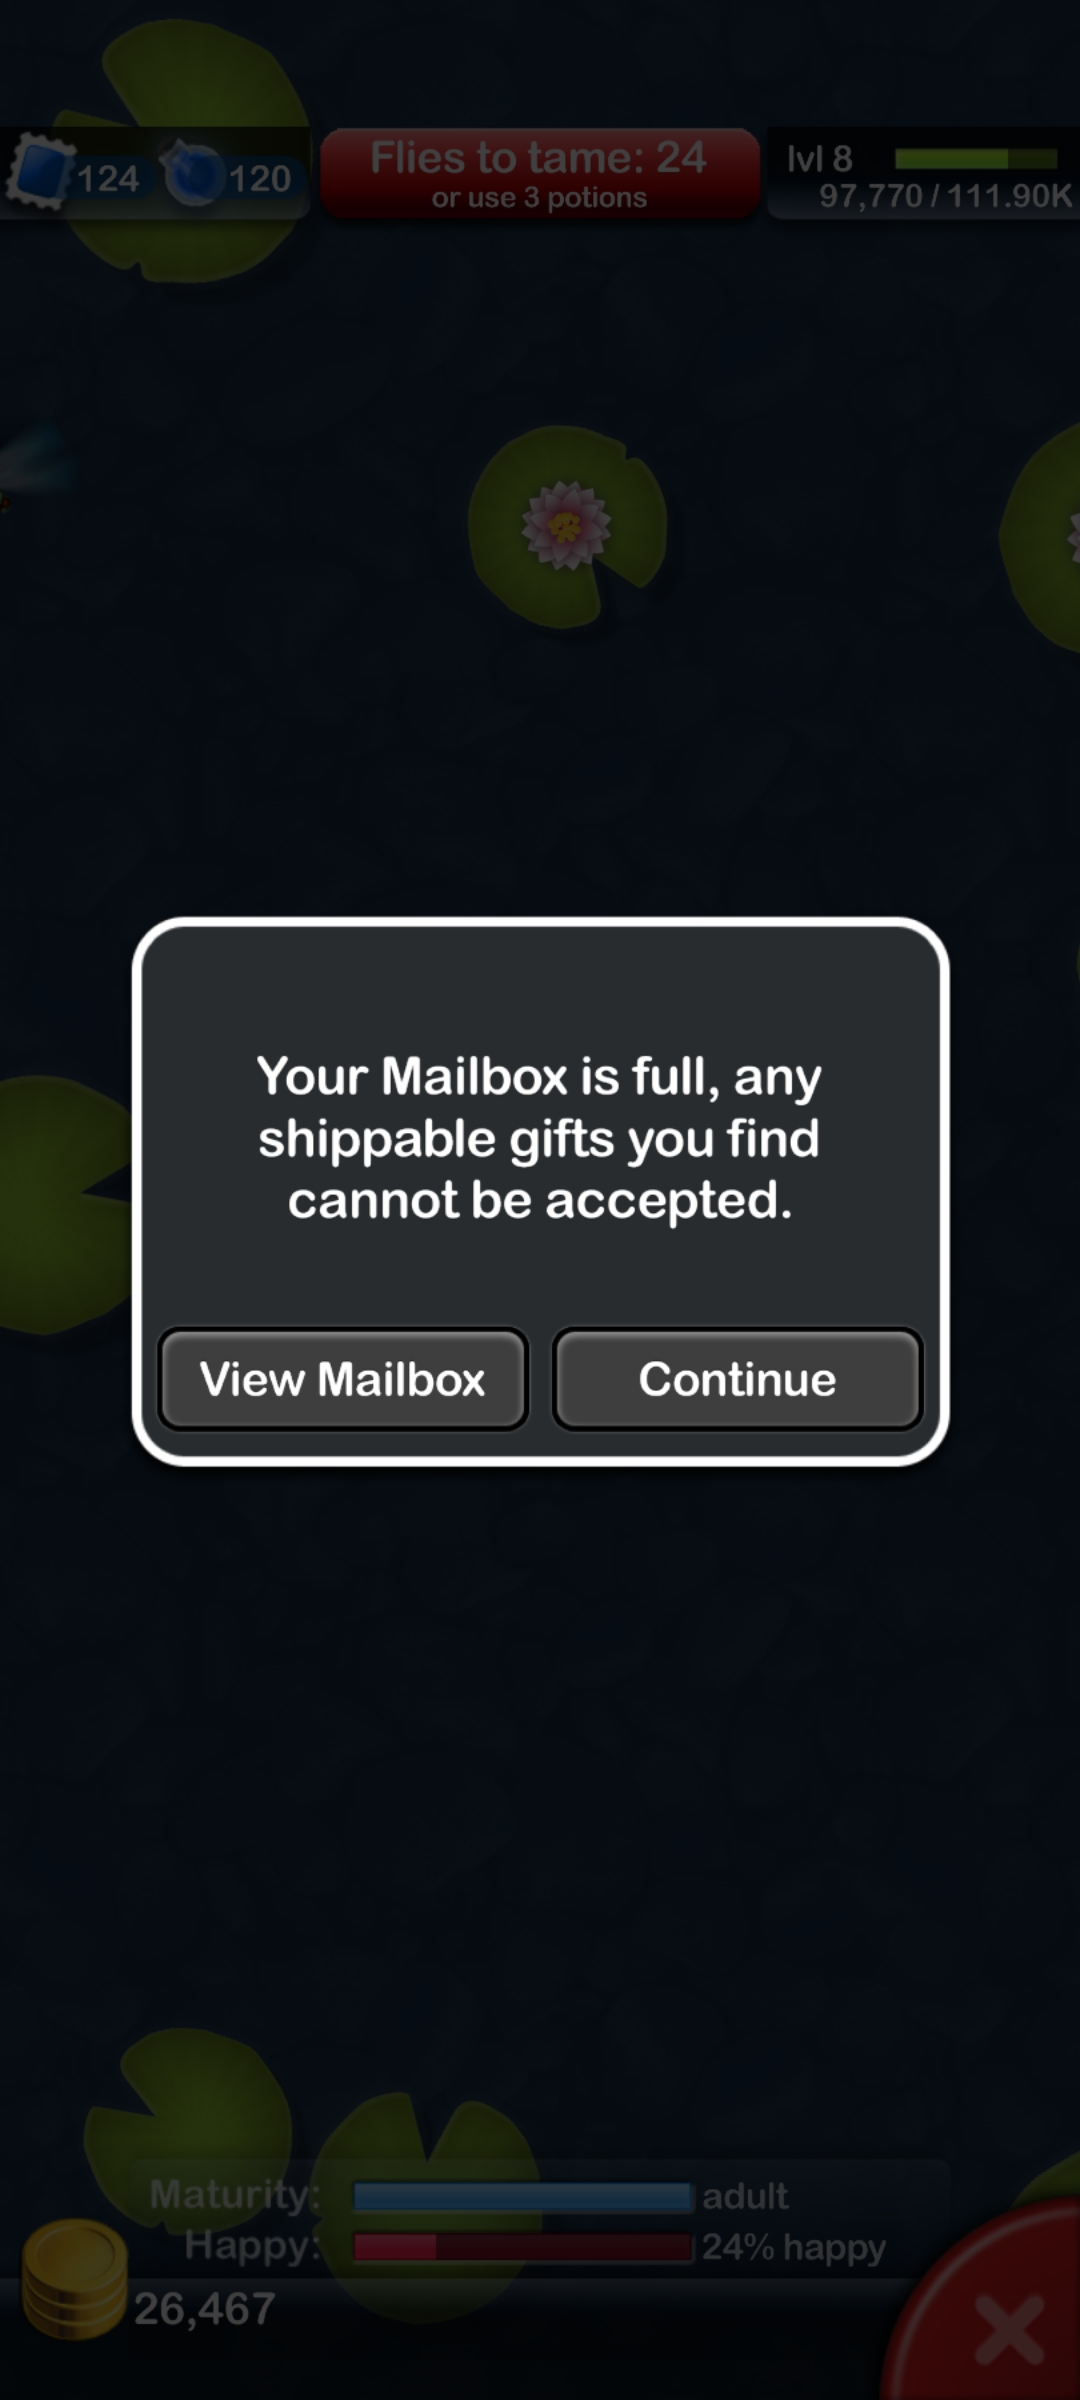 124
120
Flies to tame: 24
or use 3 potions
lvl 8
97,770 / 111.90K
Your Mailbox is full, any
shippable gifts you find
cannot be accepted.
View Mailbox
Continue
Maturity:
adult
Happy:
24% happy
26,467